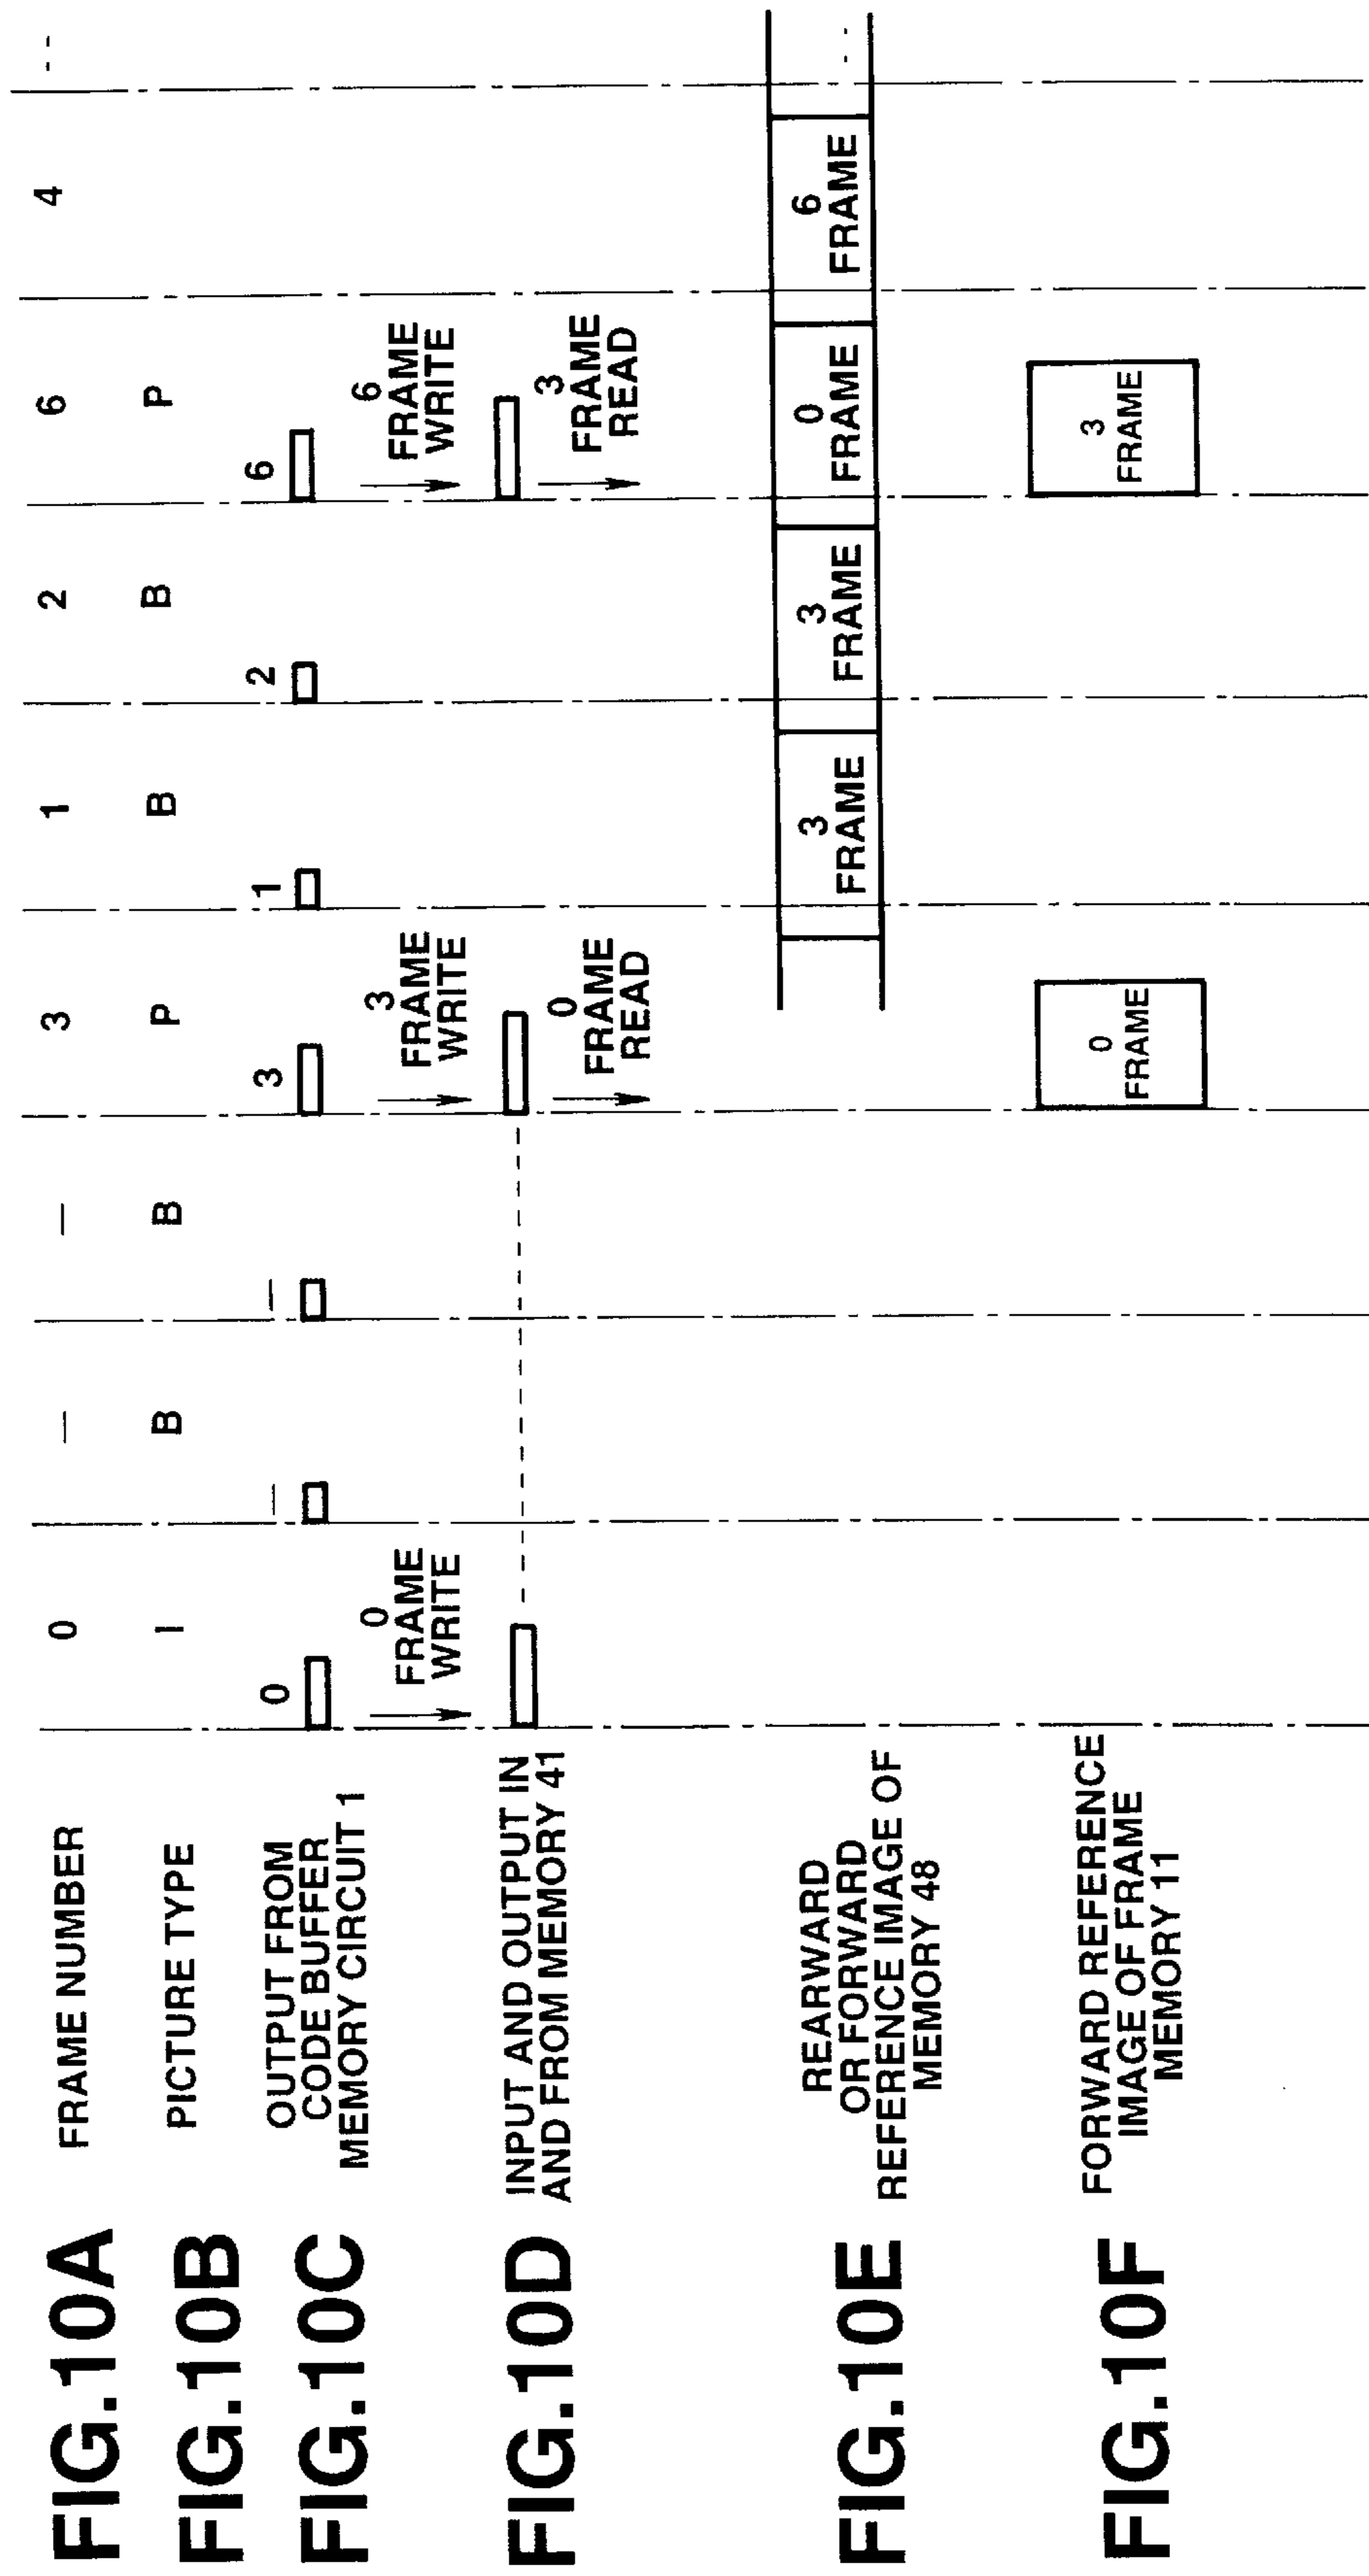 FIG.10A FRAME NUMBER 0 — — 3 1 2 6 4 --
FIG.10B PICTURE TYPE I B B P B B P
FIG.10C OUTPUT FROM
CODE BUFFER
MEMORY CIRCUIT 1
0 — — 3 1 2 6
0
FRAME
WRITE
3
FRAME
WRITE
6
FRAME
WRITE
FIG.10D INPUT AND OUTPUT IN
AND FROM MEMORY 41
0
FRAME
READ
3
FRAME
READ
FIG.10E REARWARD
OR FORWARD
REFERENCE IMAGE OF
MEMORY 48
3
FRAME
3
FRAME
0
FRAME
6
FRAME
--
FIG.10F FORWARD REFERENCE
IMAGE OF FRAME
MEMORY 11
0
FRAME
3
FRAME